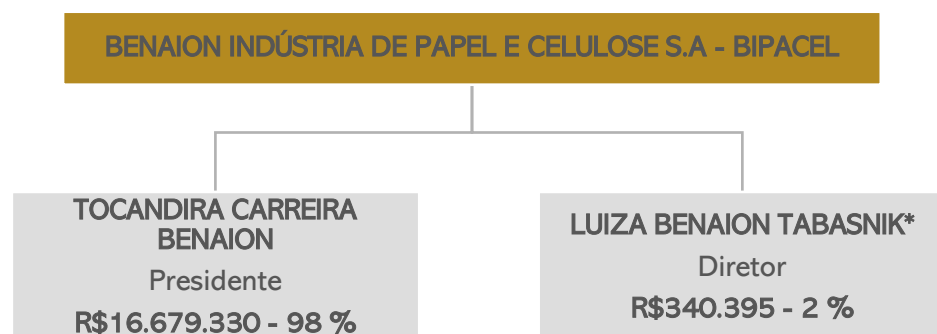 BENAION INDÚSTRIA DE PAPEL E CELULOSE S.A - BIPACEL
TOCANDIRA CARREIRA
BENAION
Presidente
R$16.679.330 - 98 %
LUIZA BENAION TABASNIK*
Diretor
R$340.395 - 2 %